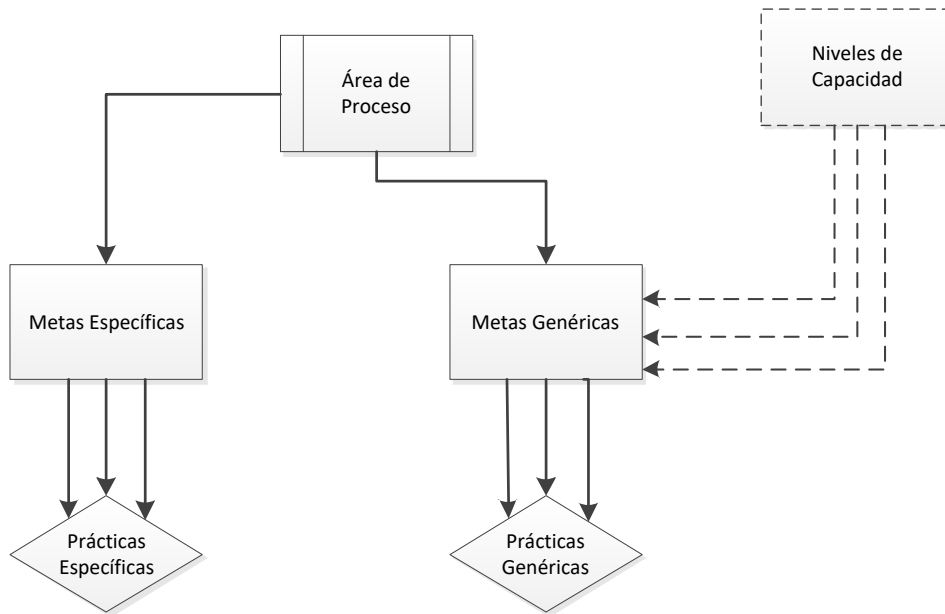 Área de
Proceso
Niveles de
Capacidad
Metas Específicas
Metas Genéricas
Prácticas
Específicas
Prácticas
Genéricas